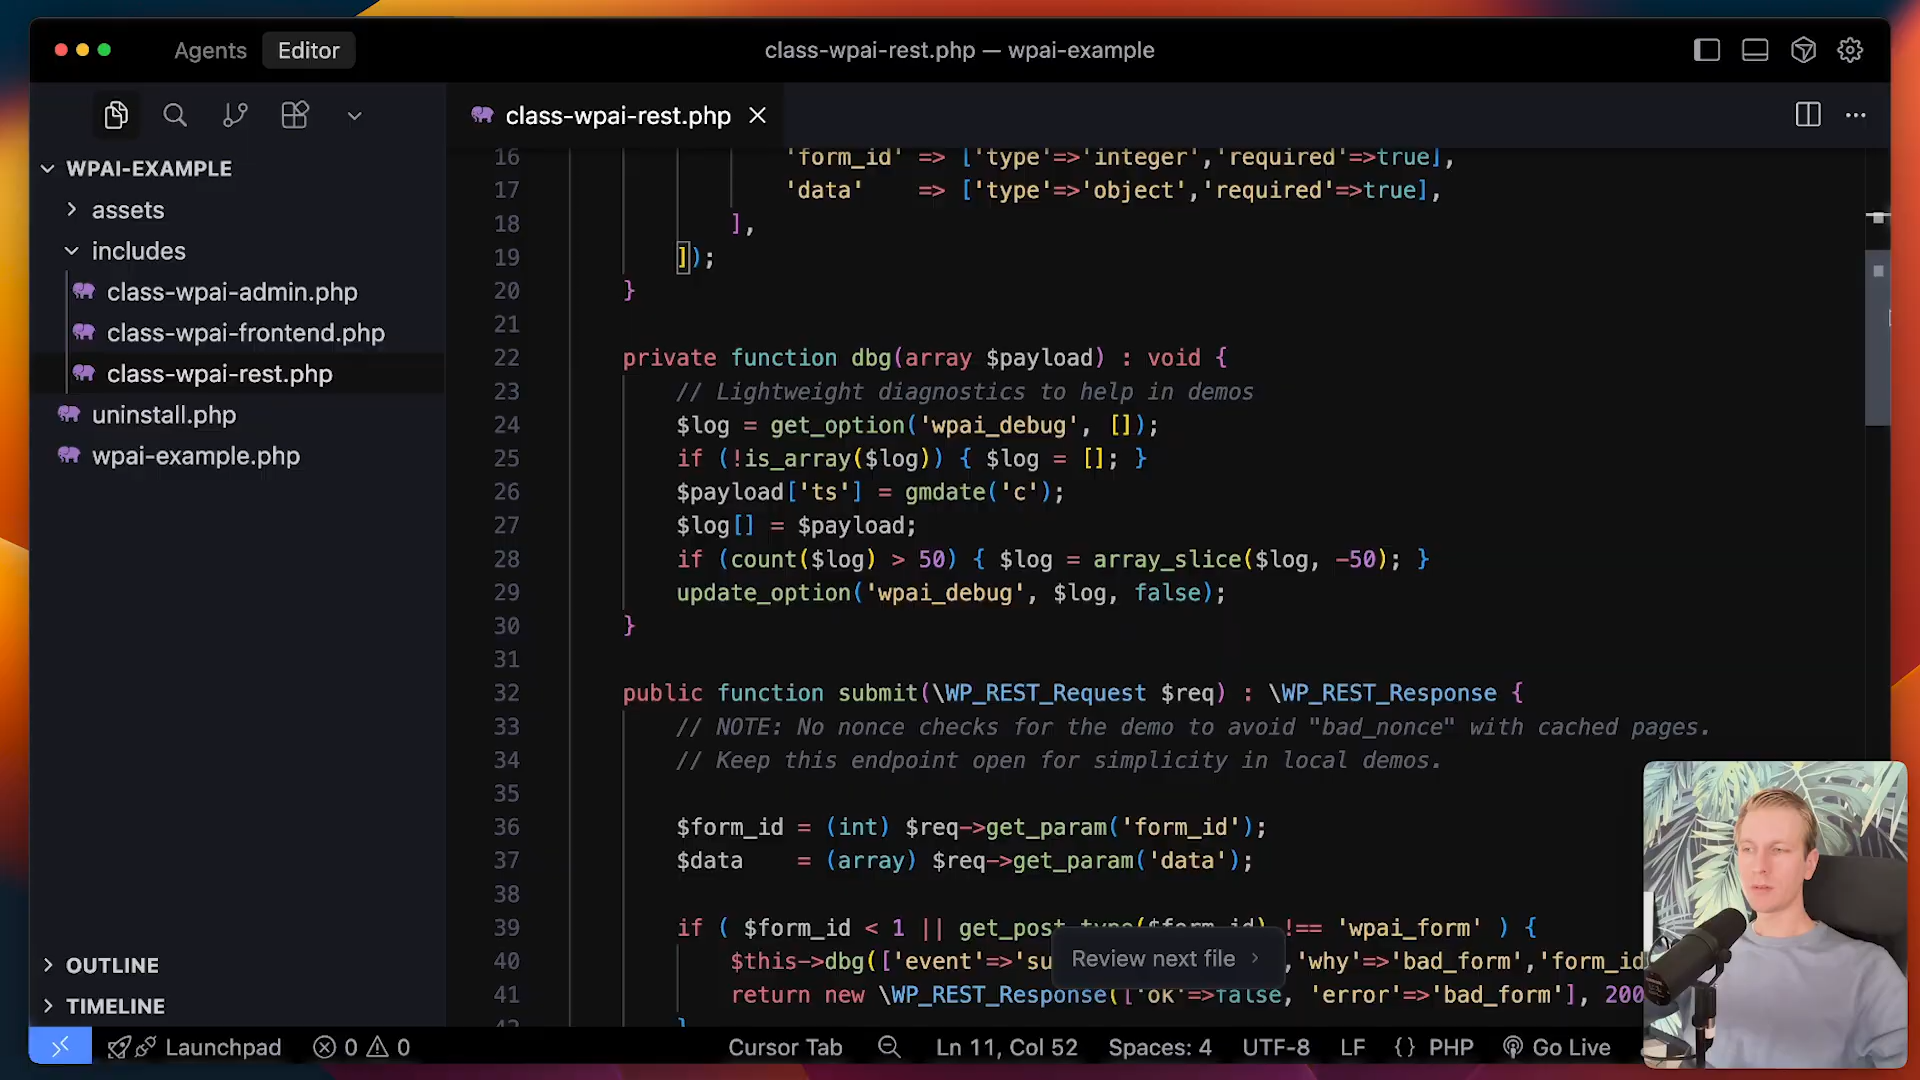 Agents Editor
class-wpai-rest.php — wpai-example
class-wpai-rest.php
WPAI-EXAMPLE
assets
includes
class-wpai-admin.php
class-wpai-frontend.php
class-wpai-rest.php
uninstall.php
wpai-example.php
OUTLINE
TIMELINE
16 'form_id' => ['type'=>'integer','required'=>true],
17 'data' => ['type'=>'object','required'=>true],
18 ],
19 ]);
20 }
21
22 private function dbg(array $payload) : void {
23 // Lightweight diagnostics to help in demos
24 $log = get_option('wpai_debug', []);
25 if (!is_array($log)) { $log = []; }
26 $payload['ts'] = gmdate('c');
27 $log[] = $payload;
28 if (count($log) > 50) { $log = array_slice($log, -50); }
29 update_option('wpai_debug', $log, false);
30 }
31
32 public function submit(\WP_REST_Request $req) : \WP_REST_Response {
33 // NOTE: No nonce checks for the demo to avoid "bad_nonce" with cached pages.
34 // Keep this endpoint open for simplicity in local demos.
35
36 $form_id = (int) $req->get_param('form_id');
37 $data = (array) $req->get_param('data');
38
39 if ( $form_id < 1 || get_post_type($form_id) !== 'wpai_form' ) {
40 $this->dbg(['event'=>'su ,'why'=>'bad_form','form_id
41 return new \WP_REST_Response(['ok'=>false, 'error'=>'bad_form'], 200
Review next file
Launchpad 0 0 Cursor Tab Ln 11, Col 52 Spaces: 4 UTF-8 LF {} PHP Go Live